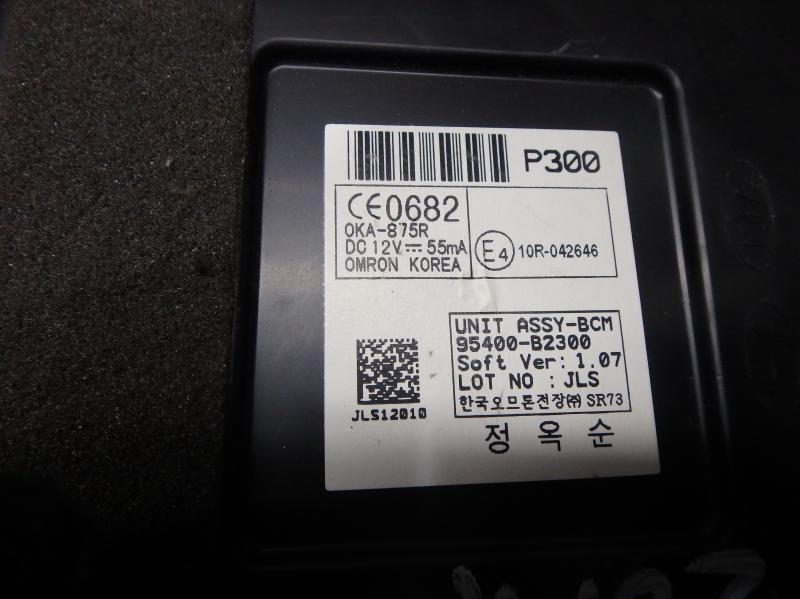 P300
CE0682
OKA-875R
DC 12V 55mA
OMRON KOREA
E4 10R-042646
UNIT ASSY-BCM
95400-B2300
Soft Ver: 1.07
LOT NO : JLS
한국오므론전장㈜ SR73
JLS12010
정옥순